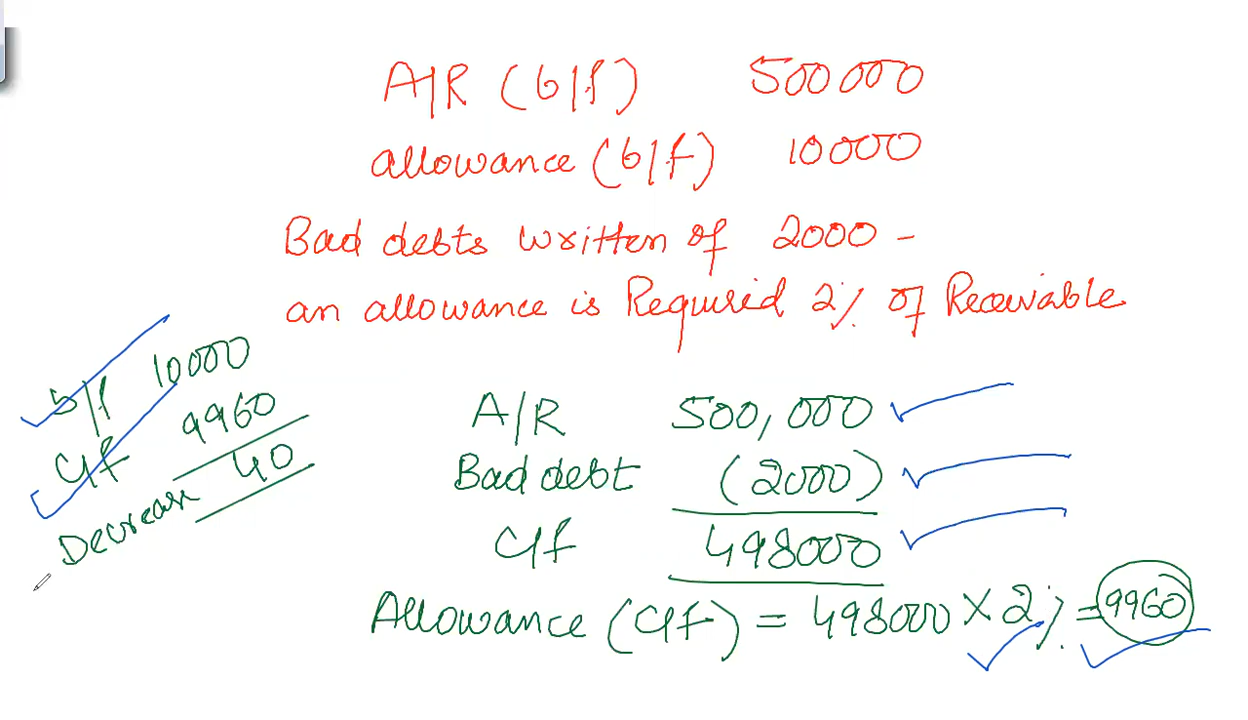 A/R (b/f) 500000
allowance (b/f) 10000
Bad debts written of 2000 -
an allowance is Required 2% of Receivable
b/f 10000
C/f 9960
Decrease 40
A/R 500,000
Bad debt (2000)
C/f 498000
Allowance (C/f) = 498000 × 2% = 9960